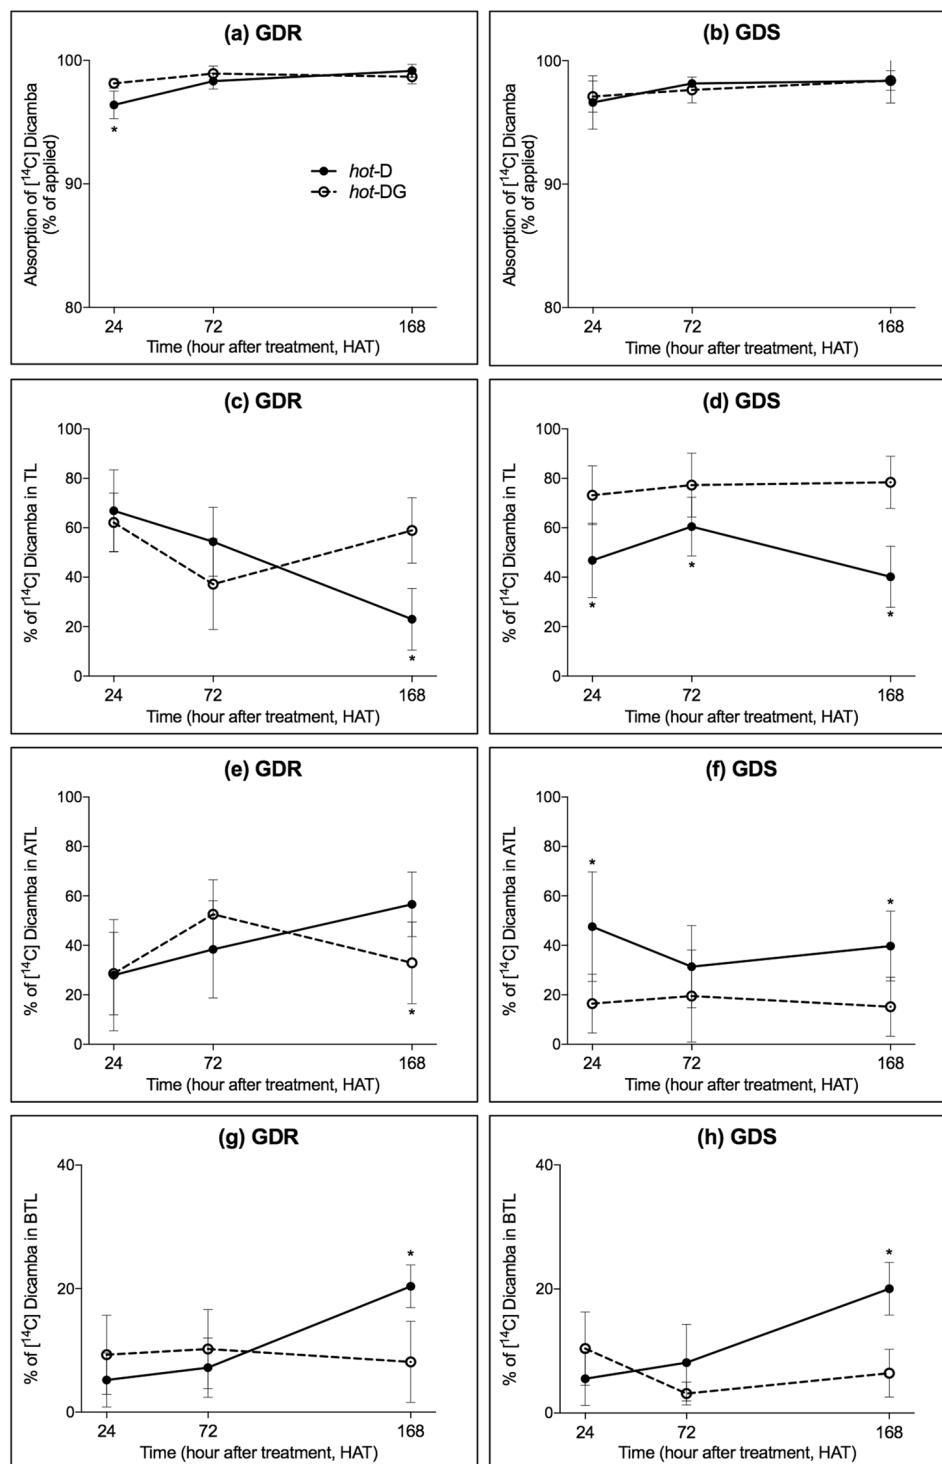 (a) GDR
Absorption of [¹⁴C] Dicamba
(% of applied)
100
90
80
*
hot-D
hot-DG
24
72
168
Time (hour after treatment, HAT)
(b) GDS
Absorption of [¹⁴C] Dicamba
(% of applied)
100
90
80
24
72
168
Time (hour after treatment, HAT)
(c) GDR
% of [¹⁴C] Dicamba in TL
100
80
60
40
20
0
*
24
72
168
Time (hour after treatment, HAT)
(d) GDS
% of [¹⁴C] Dicamba in TL
100
80
60
40
20
0
*
*
*
24
72
168
Time (hour after treatment, HAT)
(e) GDR
% of [¹⁴C] Dicamba in ATL
100
80
60
40
20
0
*
24
72
168
Time (hour after treatment, HAT)
(f) GDS
% of [¹⁴C] Dicamba in ATL
100
80
60
40
20
0
*
*
24
72
168
Time (hour after treatment, HAT)
(g) GDR
% of [¹⁴C] Dicamba in BTL
40
20
0
*
24
72
168
Time (hour after treatment, HAT)
(h) GDS
% of [¹⁴C] Dicamba in BTL
40
20
0
*
24
72
168
Time (hour after treatment, HAT)